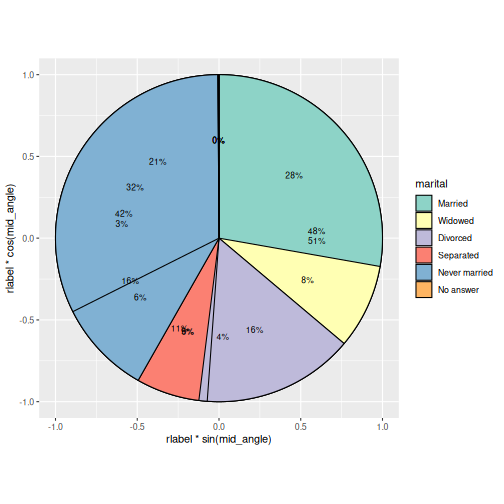 1.0
0.5
0.0
-0.5
-1.0
rlabel * cos(mid_angle)
0%
21%
28%
32%
42%
3%
48%
51%
16%
6%
8%
11%
4%
16%
-1.0 -0.5 0.0 0.5 1.0
rlabel * sin(mid_angle)
marital
Married
Widowed
Divorced
Separated
Never married
No answer